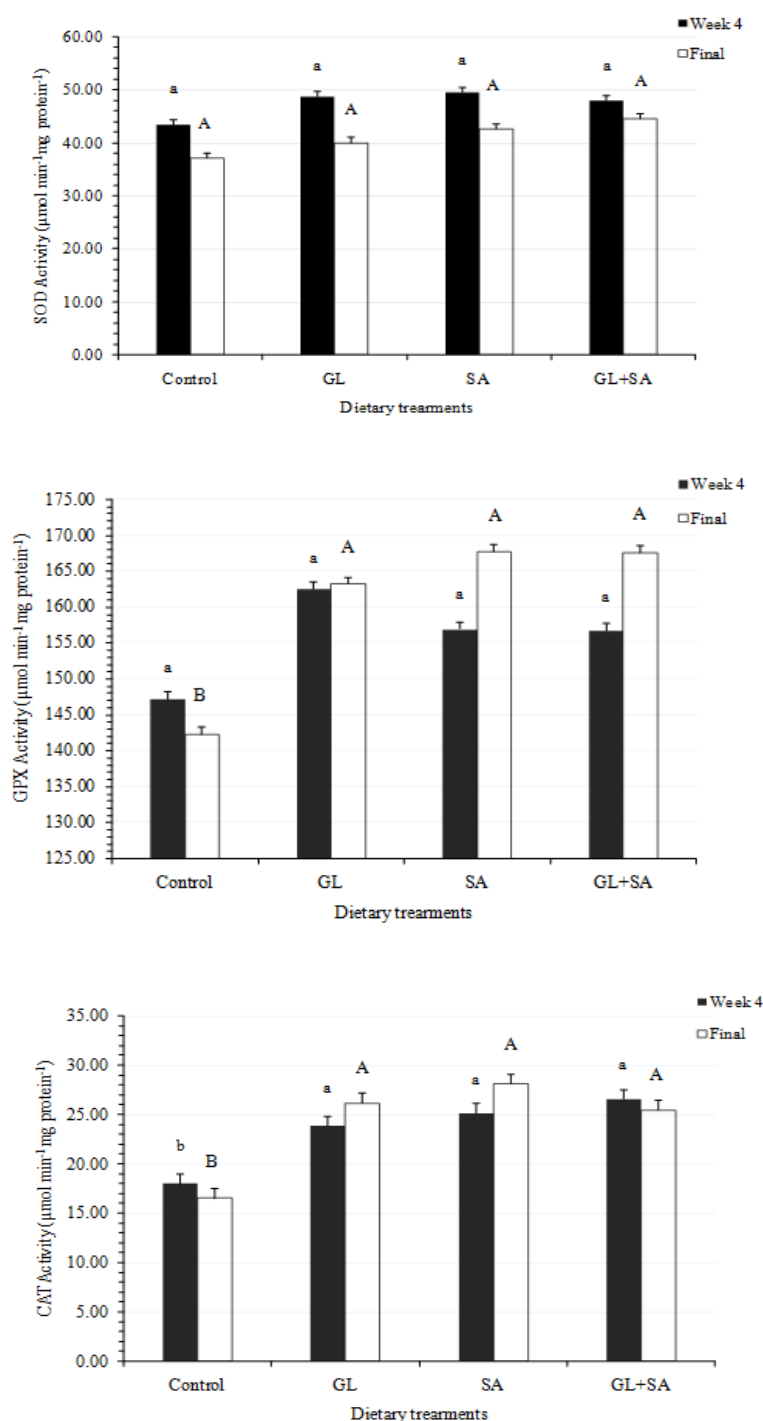 Week 4
Final
60.00
50.00
40.00
30.00
20.00
10.00
0.00
SOD Activity (µmol min-1mg protein-1)
a
A
a
A
a
A
a
A
Control GL SA GL+SA
Dietary trearments
Week 4
Final
175.00
170.00
165.00
160.00
155.00
150.00
145.00
140.00
135.00
130.00
125.00
GPX Activity (µmol min-1mg protein-1)
a
B
a
A
a
A
a
A
Control GL SA GL+SA
Dietary trearments
Week 4
Final
35.00
30.00
25.00
20.00
15.00
10.00
5.00
0.00
CAT Activity (µmol min-1mg protein-1)
b
B
a
A
a
A
a
A
Control GL SA GL+SA
Dietary trearments